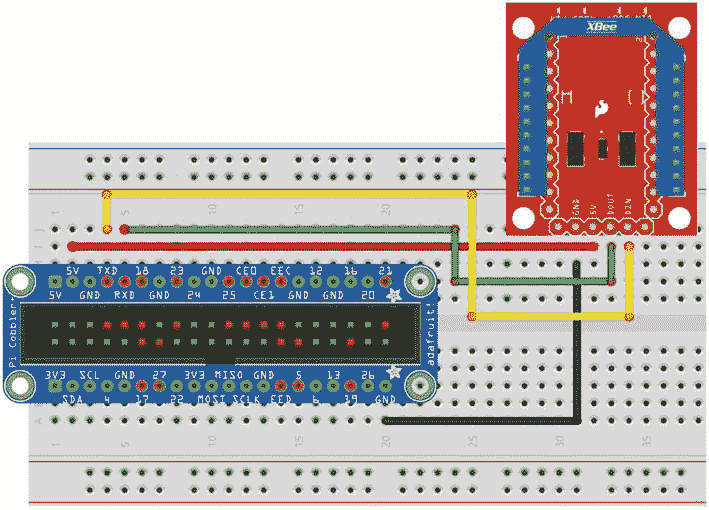 XBee
GND
5V
DOUT
DIN
1
5
10
15
20
J
I
5V TXD 18 23 GND CE0 EEC 12 16 21
5V GND RXD GND 24 25 CE1 GND GND 20
Pi Cobbler+
adafruit!
3V3 SCL GND 27 3V3 MISO GND 5 13 26
SDA 4 17 22 MOSI SCLK EED 6 19 GND
A
1
5
10
15
20
25
30
35